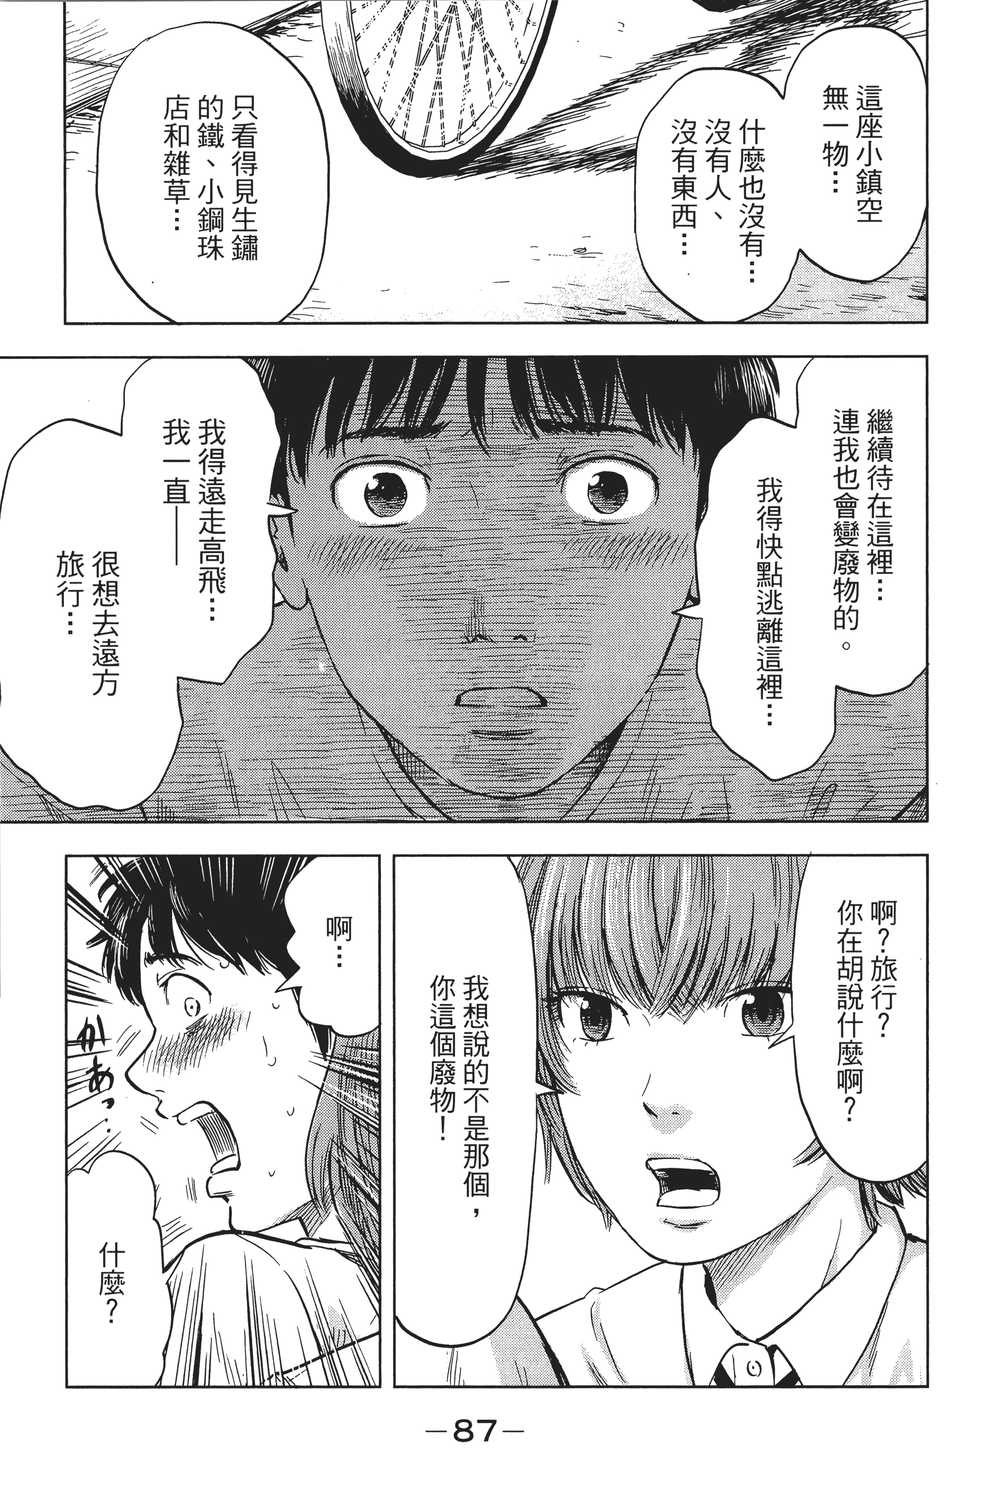 這座小鎮空
無一物…
什麼也沒有…
沒有人、
沒有東西…
只看得見生鏽
的鐵、小鋼珠
店和雜草…
繼續待在這裡…
連我也會變廢物的。
我得快點逃離這裡…
我得遠走高飛…
我一直——
很想去遠方
旅行…
啊？旅行？
你在胡說什麼啊？
我想說的不是那個，
你這個廢物！
啊…
かあっ
什麼？
－87－